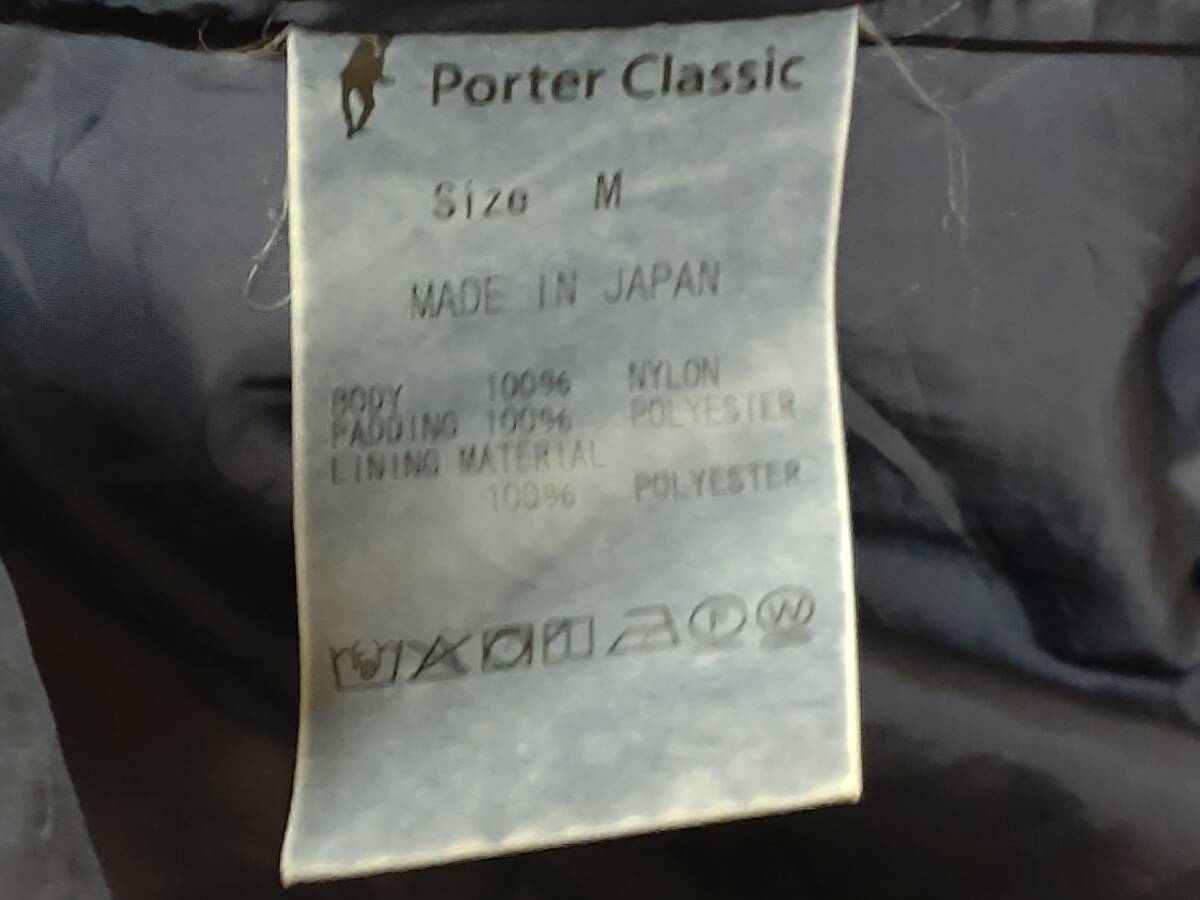 Porter Classic
Size M
MADE IN JAPAN
BODY 100% NYLON
PADDING 100% POLYESTER
LINING MATERIAL
100% POLYESTER